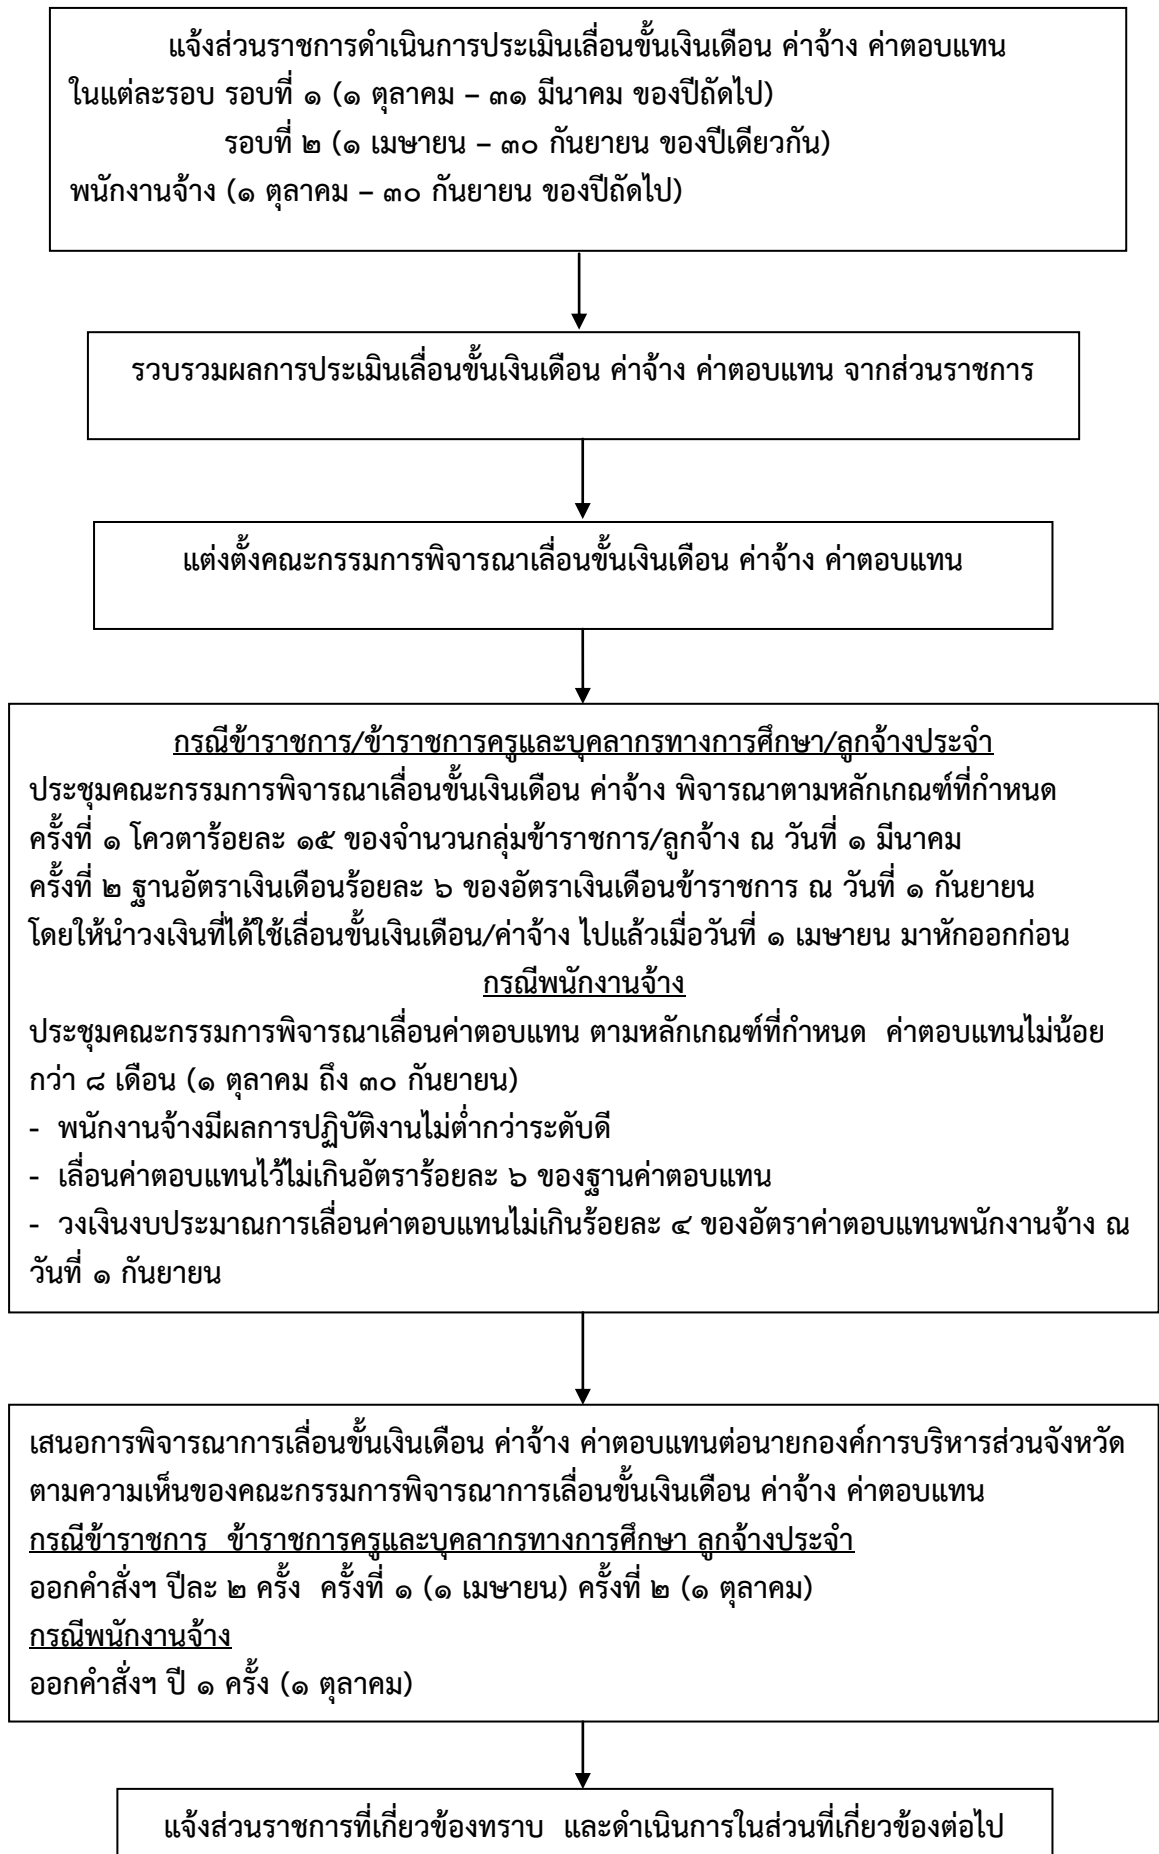 แจ้งส่วนราชการดำเนินการประเมินเลื่อนขั้นเงินเดือน ค่าจ้าง ค่าตอบแทน
ในแต่ละรอบ รอบที่ ๑ (๑ ตุลาคม – ๓๑ มีนาคม ของปีถัดไป)
รอบที่ ๒ (๑ เมษายน – ๓๐ กันยายน ของปีเดียวกัน)
พนักงานจ้าง (๑ ตุลาคม – ๓๐ กันยายน ของปีถัดไป)
รวบรวมผลการประเมินเลื่อนขั้นเงินเดือน ค่าจ้าง ค่าตอบแทน จากส่วนราชการ
แต่งตั้งคณะกรรมการพิจารณาเลื่อนขั้นเงินเดือน ค่าจ้าง ค่าตอบแทน
กรณีข้าราชการ/ข้าราชการครูและบุคลากรทางการศึกษา/ลูกจ้างประจำ
ประชุมคณะกรรมการพิจารณาเลื่อนขั้นเงินเดือน ค่าจ้าง พิจารณาตามหลักเกณฑ์ที่กำหนด
ครั้งที่ ๑ โควตาร้อยละ ๑๕ ของจำนวนกลุ่มข้าราชการ/ลูกจ้าง ณ วันที่ ๑ มีนาคม
ครั้งที่ ๒ ฐานอัตราเงินเดือนร้อยละ ๖ ของอัตราเงินเดือนข้าราชการ ณ วันที่ ๑ กันยายน
โดยให้นำวงเงินที่ได้ใช้เลื่อนขั้นเงินเดือน/ค่าจ้าง ไปแล้วเมื่อวันที่ ๑ เมษายน มาหักออกก่อน
กรณีพนักงานจ้าง
ประชุมคณะกรรมการพิจารณาเลื่อนค่าตอบแทน ตามหลักเกณฑ์ที่กำหนด ค่าตอบแทนไม่น้อย
กว่า ๘ เดือน (๑ ตุลาคม ถึง ๓๐ กันยายน)
- พนักงานจ้างมีผลการปฏิบัติงานไม่ต่ำกว่าระดับดี
- เลื่อนค่าตอบแทนไว้ไม่เกินอัตราร้อยละ ๖ ของฐานค่าตอบแทน
- วงเงินงบประมาณการเลื่อนค่าตอบแทนไม่เกินร้อยละ ๔ ของอัตราค่าตอบแทนพนักงานจ้าง ณ
วันที่ ๑ กันยายน
เสนอการพิจารณาการเลื่อนขั้นเงินเดือน ค่าจ้าง ค่าตอบแทนต่อนายกองค์การบริหารส่วนจังหวัด
ตามความเห็นของคณะกรรมการพิจารณาการเลื่อนขั้นเงินเดือน ค่าจ้าง ค่าตอบแทน
กรณีข้าราชการ ข้าราชการครูและบุคลากรทางการศึกษา ลูกจ้างประจำ
ออกคำสั่งฯ ปีละ ๒ ครั้ง ครั้งที่ ๑ (๑ เมษายน) ครั้งที่ ๒ (๑ ตุลาคม)
กรณีพนักงานจ้าง
ออกคำสั่งฯ ปี ๑ ครั้ง (๑ ตุลาคม)
แจ้งส่วนราชการที่เกี่ยวข้องทราบ และดำเนินการในส่วนที่เกี่ยวข้องต่อไป